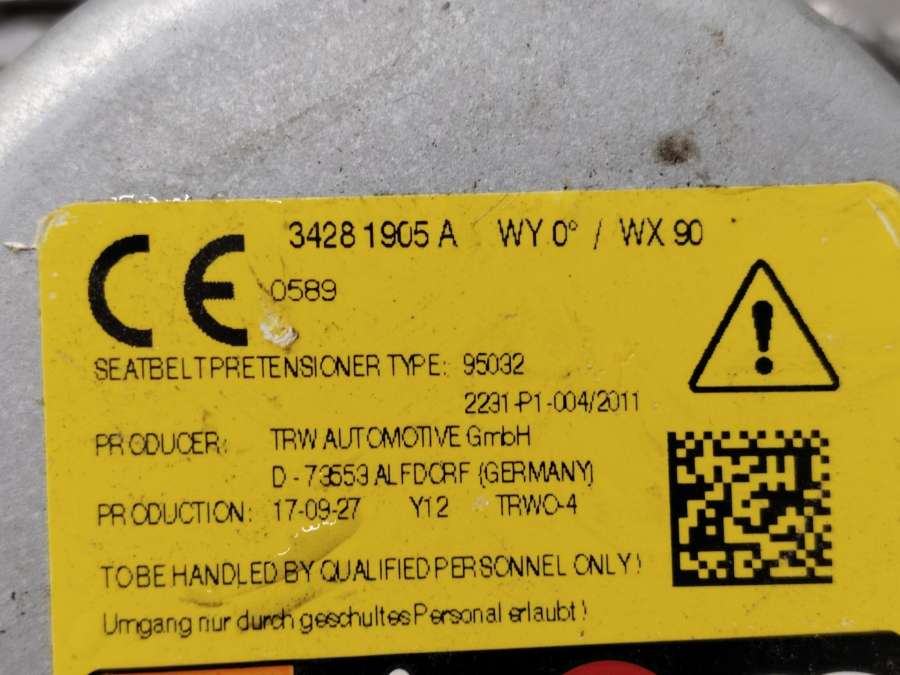 34281905 A WY 0° / WX 90
CE 0589
SEATBELT PRETENSIONER TYPE: 95032
2231-P1-004/2011
PRODUCER: TRW AUTOMOTIVE GmbH
D - 73553 ALFDORF (GERMANY)
PRODUCTION: 17-09-27 Y12 TRWO-4
TO BE HANDLED BY QUALIFIED PERSONNEL ONLY!
Umgang nur durch geschultes Personal erlaubt!